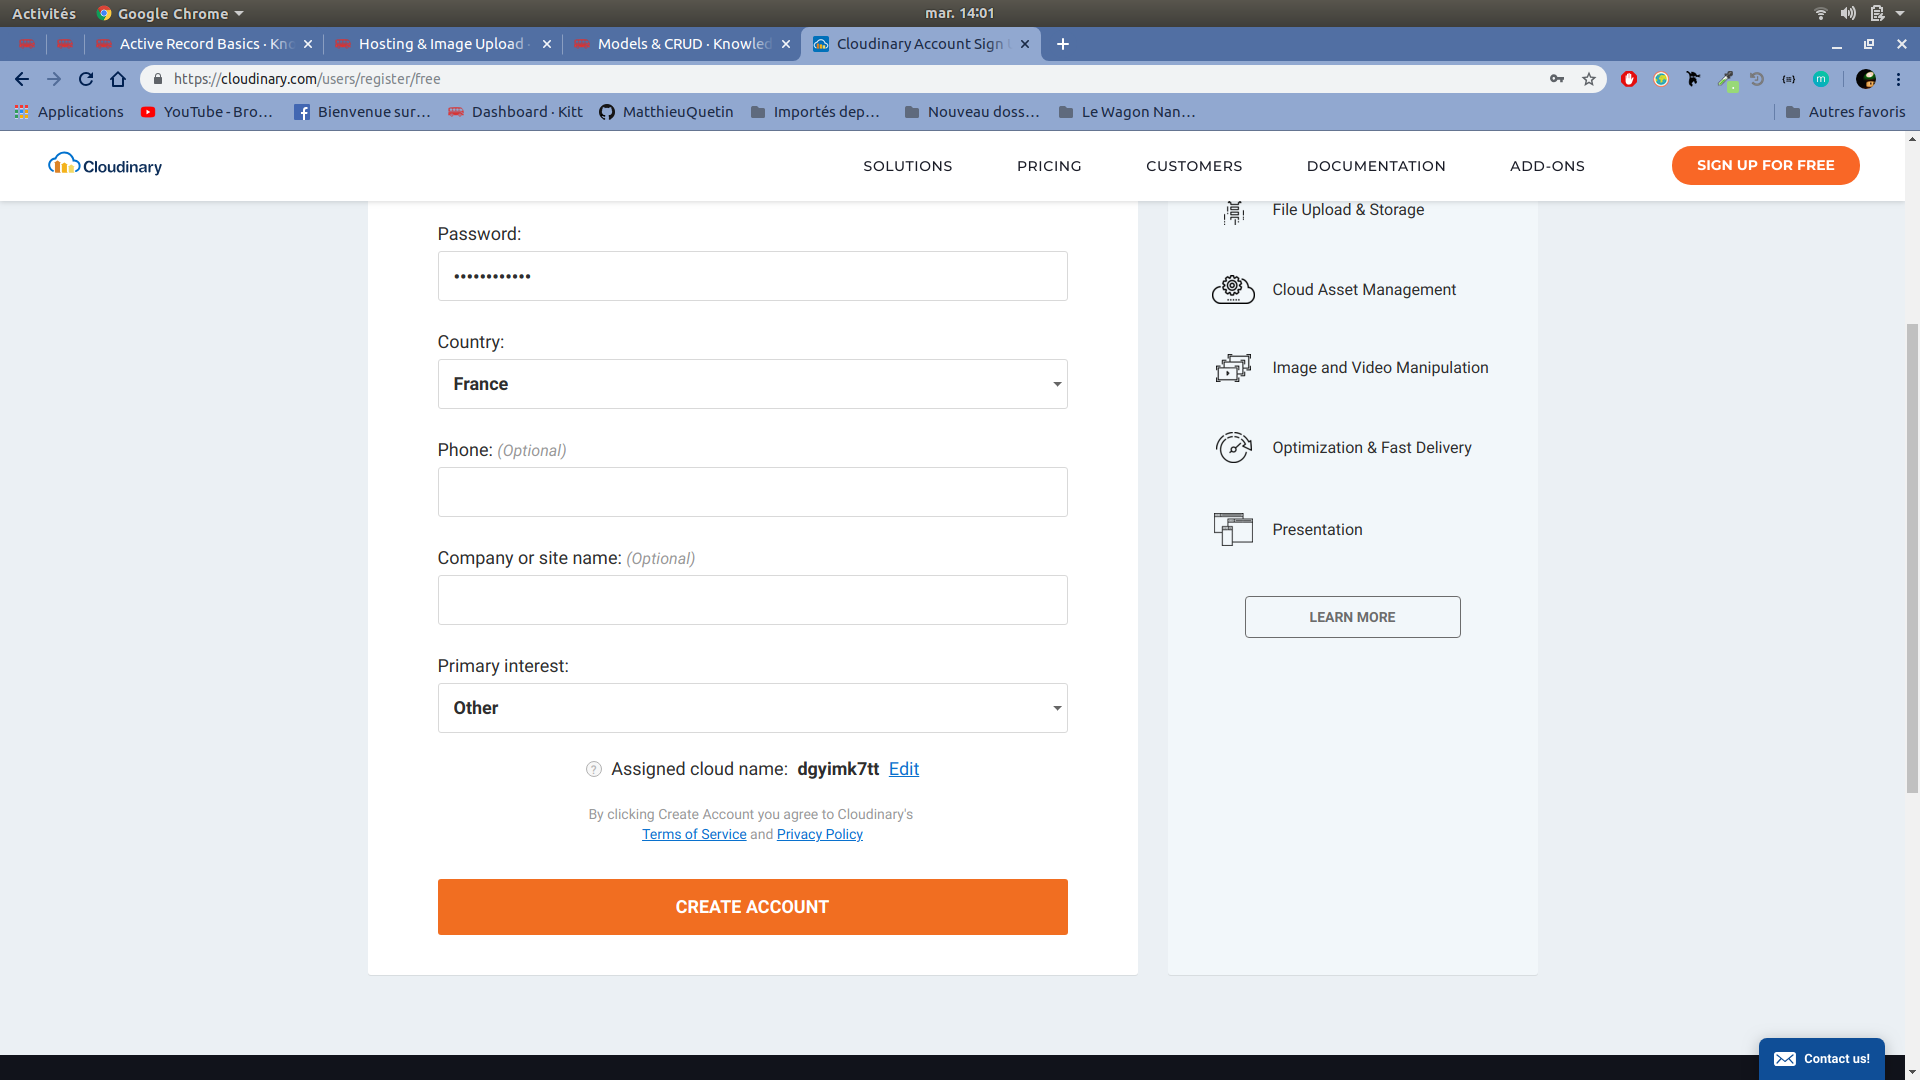 Activités
Google Chrome
mar. 14:01
Active Record Basics · Kno
Hosting & Image Upload ·
Models & CRUD · Knowled
Cloudinary Account Sign U
https://cloudinary.com/users/register/free
Applications
YouTube - Bro…
Bienvenue sur…
Dashboard · Kitt
MatthieuQuetin
Importés dep…
Nouveau doss…
Le Wagon Nan…
Autres favoris
Cloudinary
SOLUTIONS
PRICING
CUSTOMERS
DOCUMENTATION
ADD-ONS
SIGN UP FOR FREE
Password:
••••••••••••
Country:
France
Phone: (Optional)
Company or site name: (Optional)
Primary interest:
Other
? Assigned cloud name: dgyimk7tt Edit
By clicking Create Account you agree to Cloudinary's
Terms of Service and Privacy Policy
CREATE ACCOUNT
File Upload & Storage
Cloud Asset Management
Image and Video Manipulation
Optimization & Fast Delivery
Presentation
LEARN MORE
Contact us!